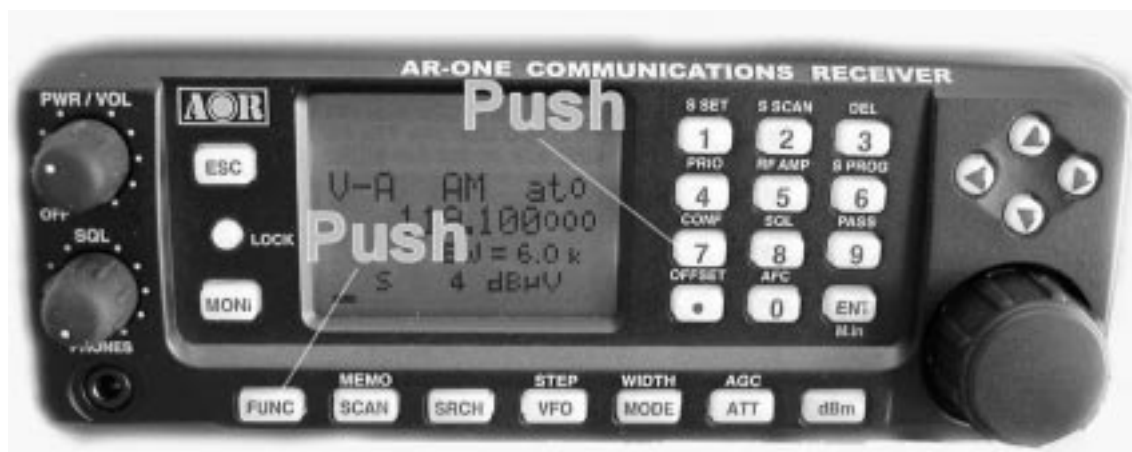 AR-ONE COMMUNICATIONS RECEIVER
PWR / VOL
AOR
Push
S SET S SCAN DEL
1 2 3
ESC
PRIO RF AMP S PROG
V-A AM ato
4 5 6
OFF
CONF SQL PASS
118.100000
Push
SQL
LOCK
7 8 9
BW = 6.0 k
OFFSET AFC
S 4 dBμV
MONi
• 0 ENT
M.in
PHONES
MEMO STEP WIDTH AGC
FUNC SCAN SRCH VFO MODE ATT dBm